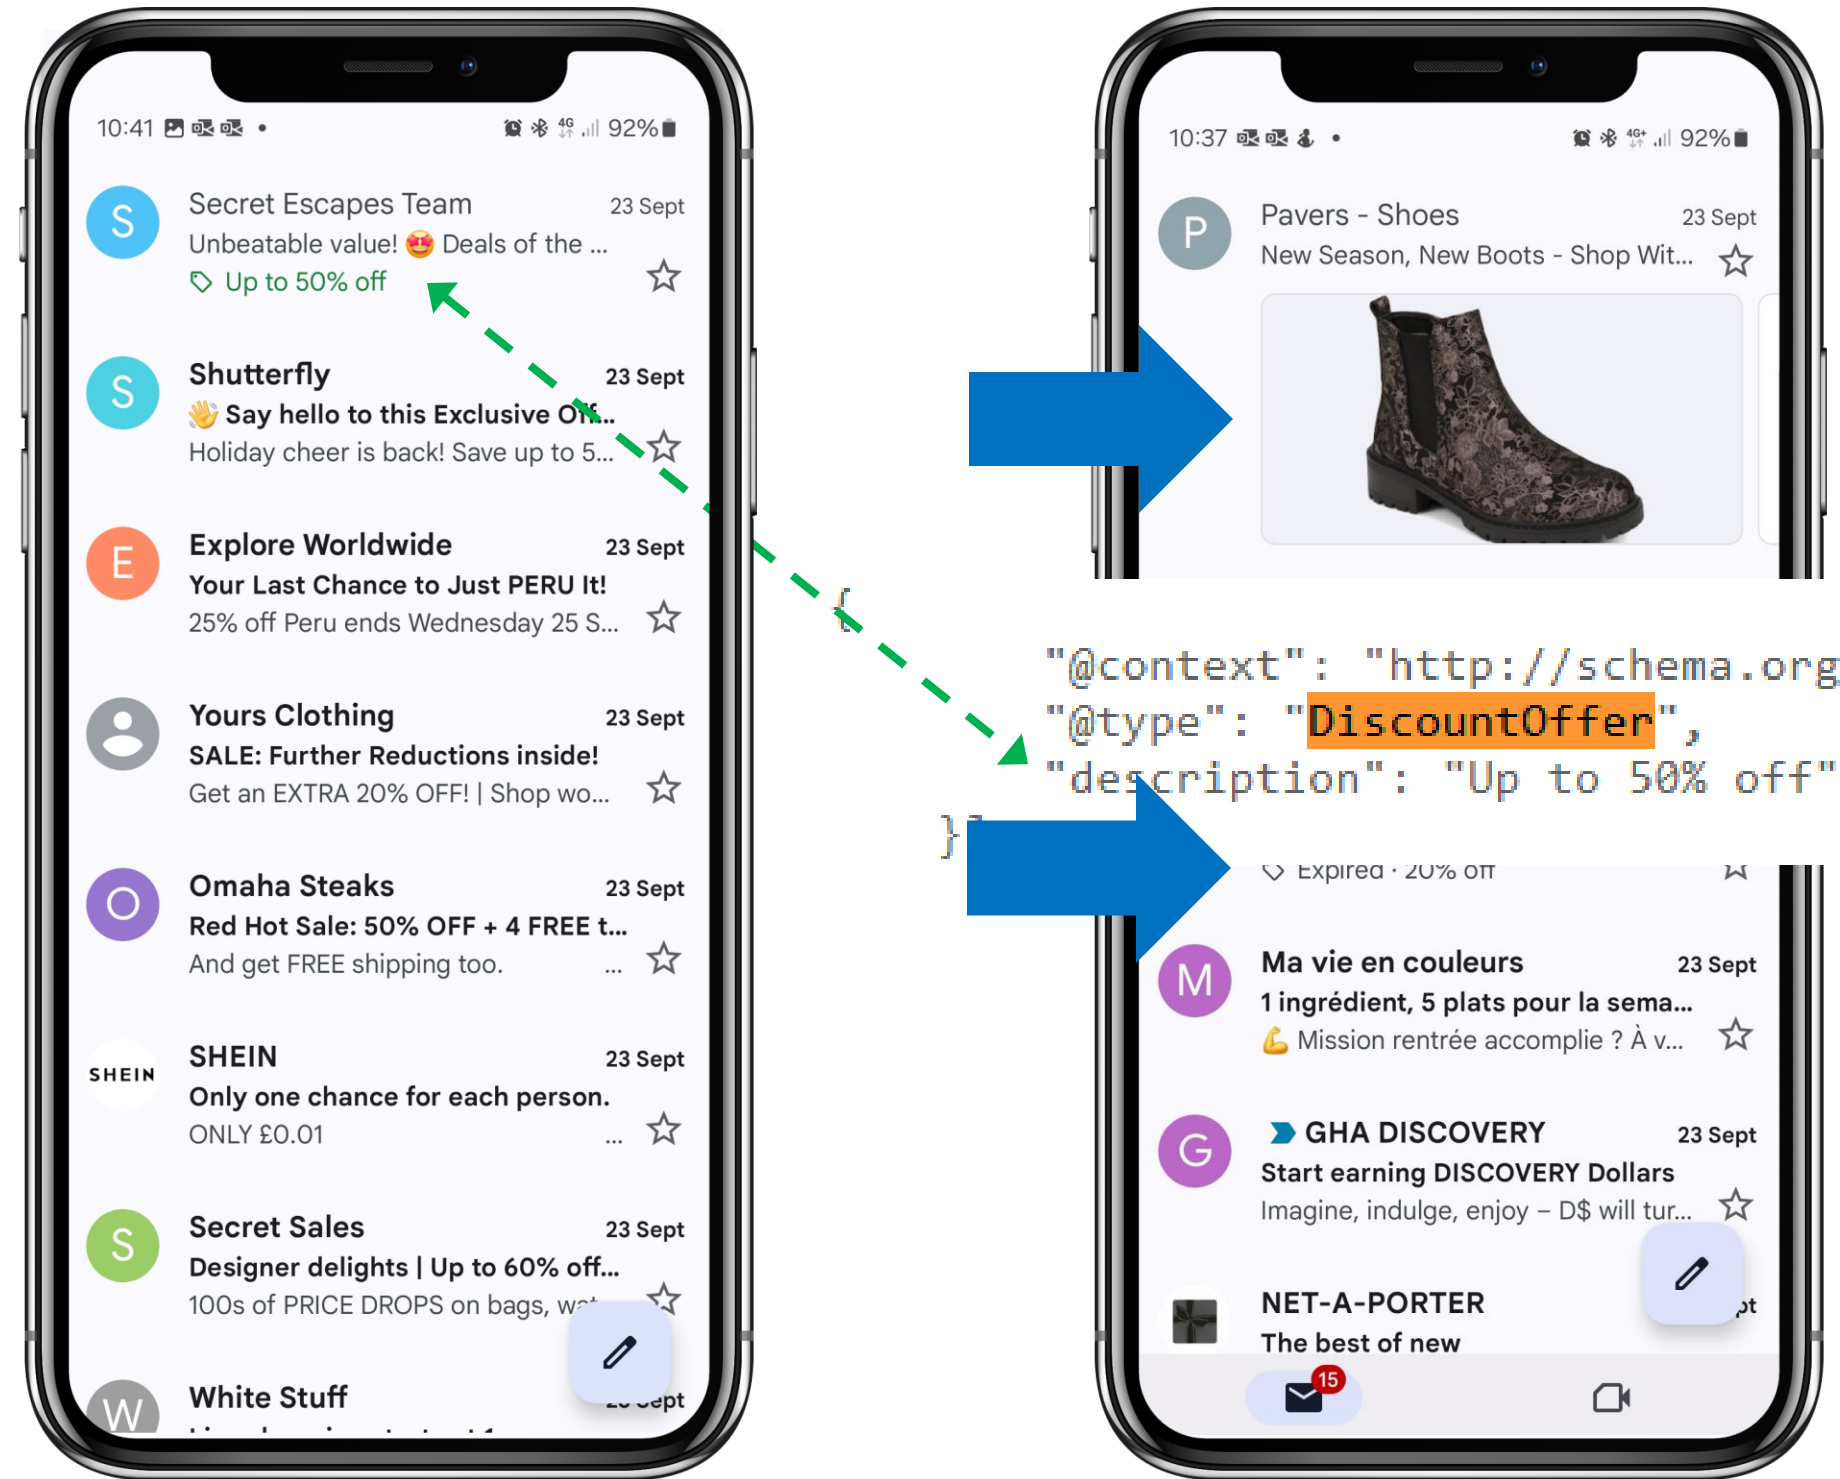 10:41
4G
92%
S
Secret Escapes Team
23 Sept
Unbeatable value! 🤩 Deals of the ...
Up to 50% off
S
Shutterfly
23 Sept
👋 Say hello to this Exclusive Off...
Holiday cheer is back! Save up to 5...
E
Explore Worldwide
23 Sept
Your Last Chance to Just PERU It!
25% off Peru ends Wednesday 25 S...
Yours Clothing
23 Sept
SALE: Further Reductions inside!
Get an EXTRA 20% OFF! | Shop wo...
O
Omaha Steaks
23 Sept
Red Hot Sale: 50% OFF + 4 FREE t...
And get FREE shipping too. ...
SHEIN
SHEIN
23 Sept
Only one chance for each person.
ONLY £0.01 ...
S
Secret Sales
23 Sept
Designer delights | Up to 60% off...
100s of PRICE DROPS on bags,
W
White Stuff
10:37
4G+
92%
P
Pavers - Shoes
23 Sept
New Season, New Boots - Shop Wit...
{
"@context": "http://schema.org
"@type": "DiscountOffer",
"description": "Up to 50% off"
}
Expired · 20% off
M
Ma vie en couleurs
23 Sept
1 ingrédient, 5 plats pour la sema...
💪 Mission rentrée accomplie ? À v...
G
GHA DISCOVERY
23 Sept
Start earning DISCOVERY Dollars
Imagine, indulge, enjoy – D$ will tur...
NET-A-PORTER
The best of new
15